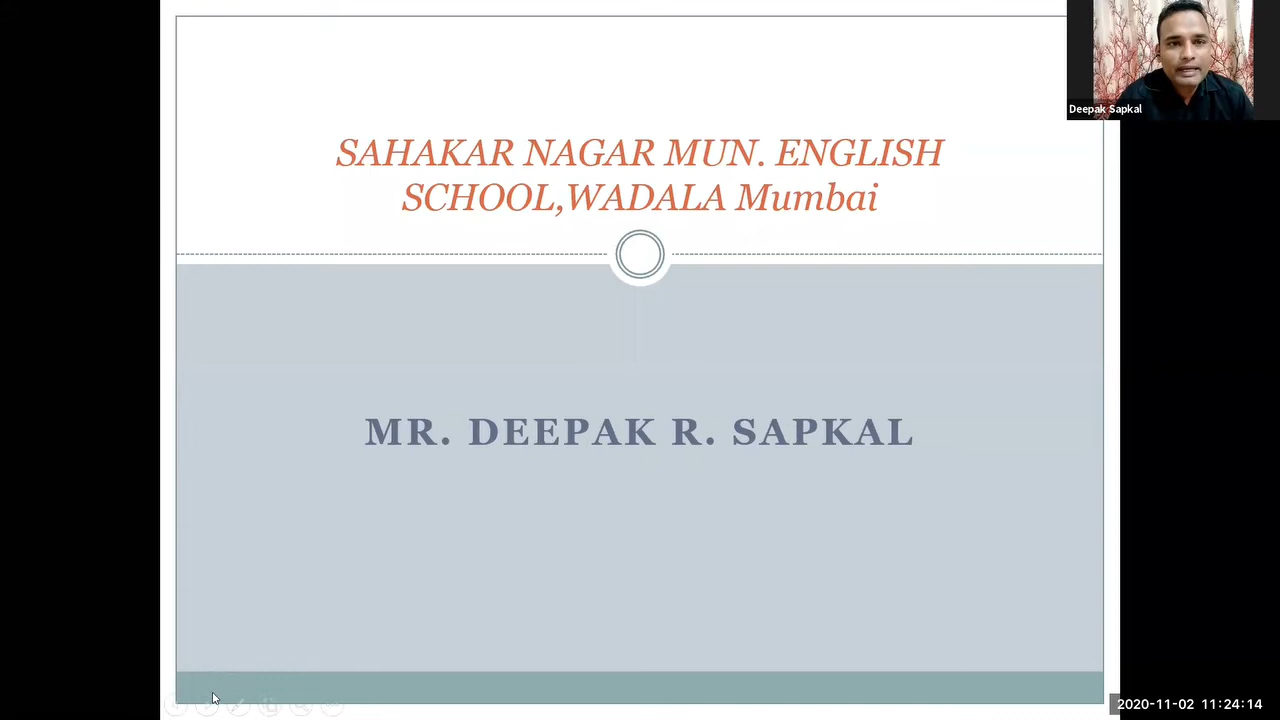 Deepak Sapkal
SAHAKAR NAGAR MUN. ENGLISH
SCHOOL,WADALA Mumbai
MR. DEEPAK R. SAPKAL
2020-11-02 11:24:14